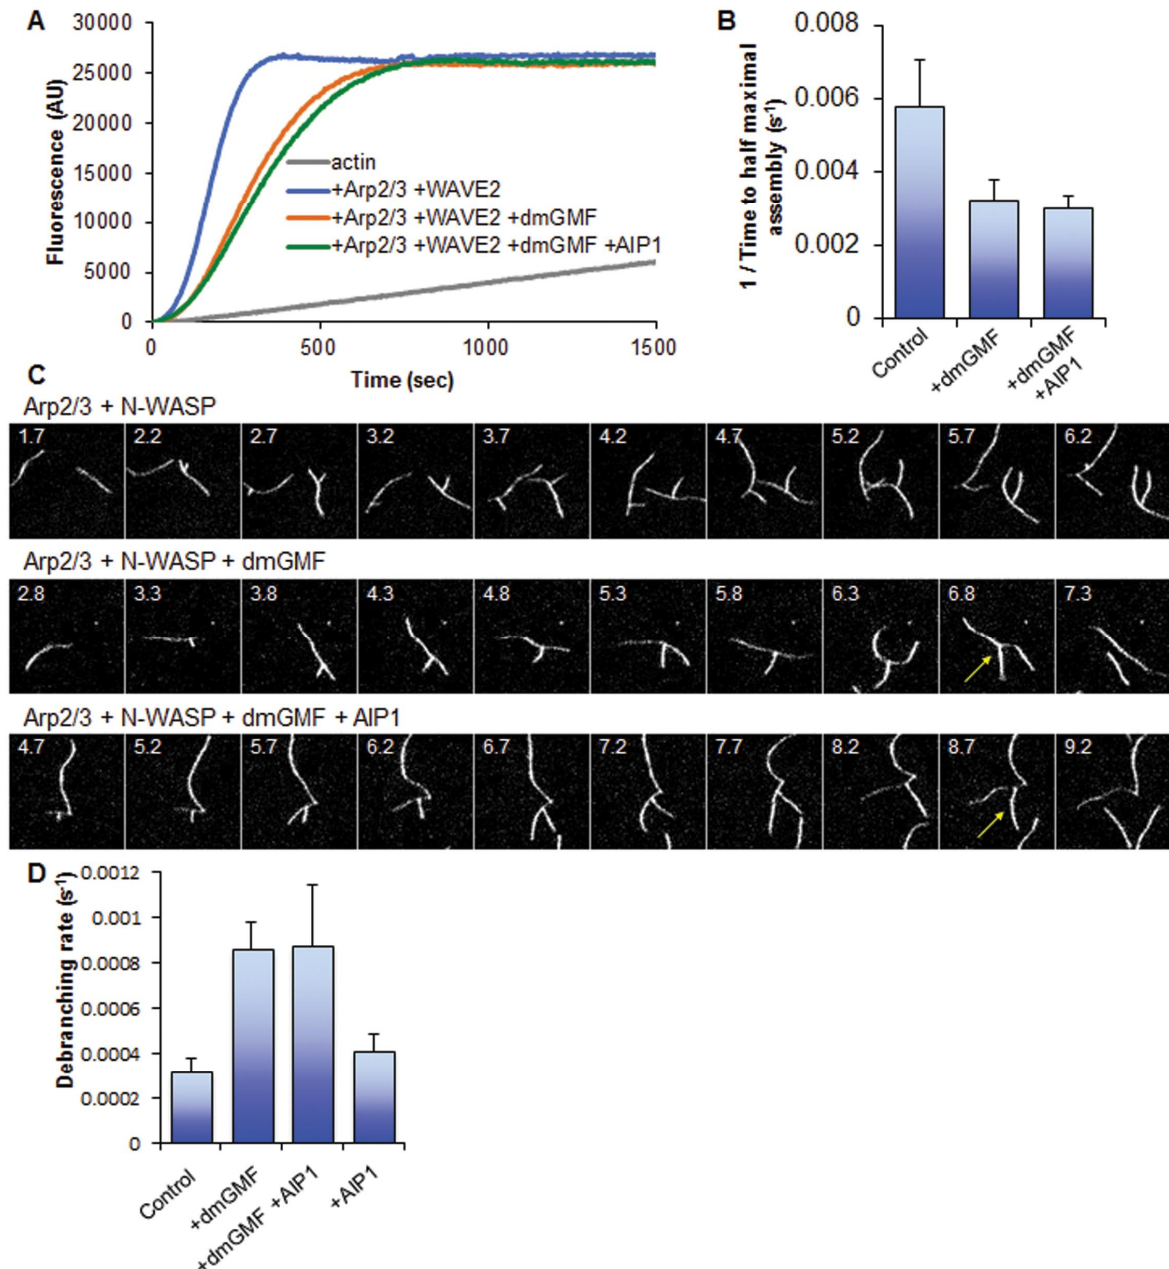 A
30000
25000
20000
15000
10000
5000
0
Fluorescence (AU)
actin
+Arp2/3 +WAVE2
+Arp2/3 +WAVE2 +dmGMF
+Arp2/3 +WAVE2 +dmGMF +AIP1
0 500 1000 1500
Time (sec)
B
0.008
0.006
0.004
0.002
0
1 / Time to half maximal
assembly (s-1)
Control
+dmGMF
+dmGMF
+AIP1
C
Arp2/3 + N-WASP
1.7 2.2 2.7 3.2 3.7 4.2 4.7 5.2 5.7 6.2
Arp2/3 + N-WASP + dmGMF
2.8 3.3 3.8 4.3 4.8 5.3 5.8 6.3 6.8 7.3
Arp2/3 + N-WASP + dmGMF + AIP1
4.7 5.2 5.7 6.2 6.7 7.2 7.7 8.2 8.7 9.2
D
0.0012
0.001
0.0008
0.0006
0.0004
0.0002
0
Debranching rate (s-1)
Control
+dmGMF
+dmGMF +AIP1
+AIP1